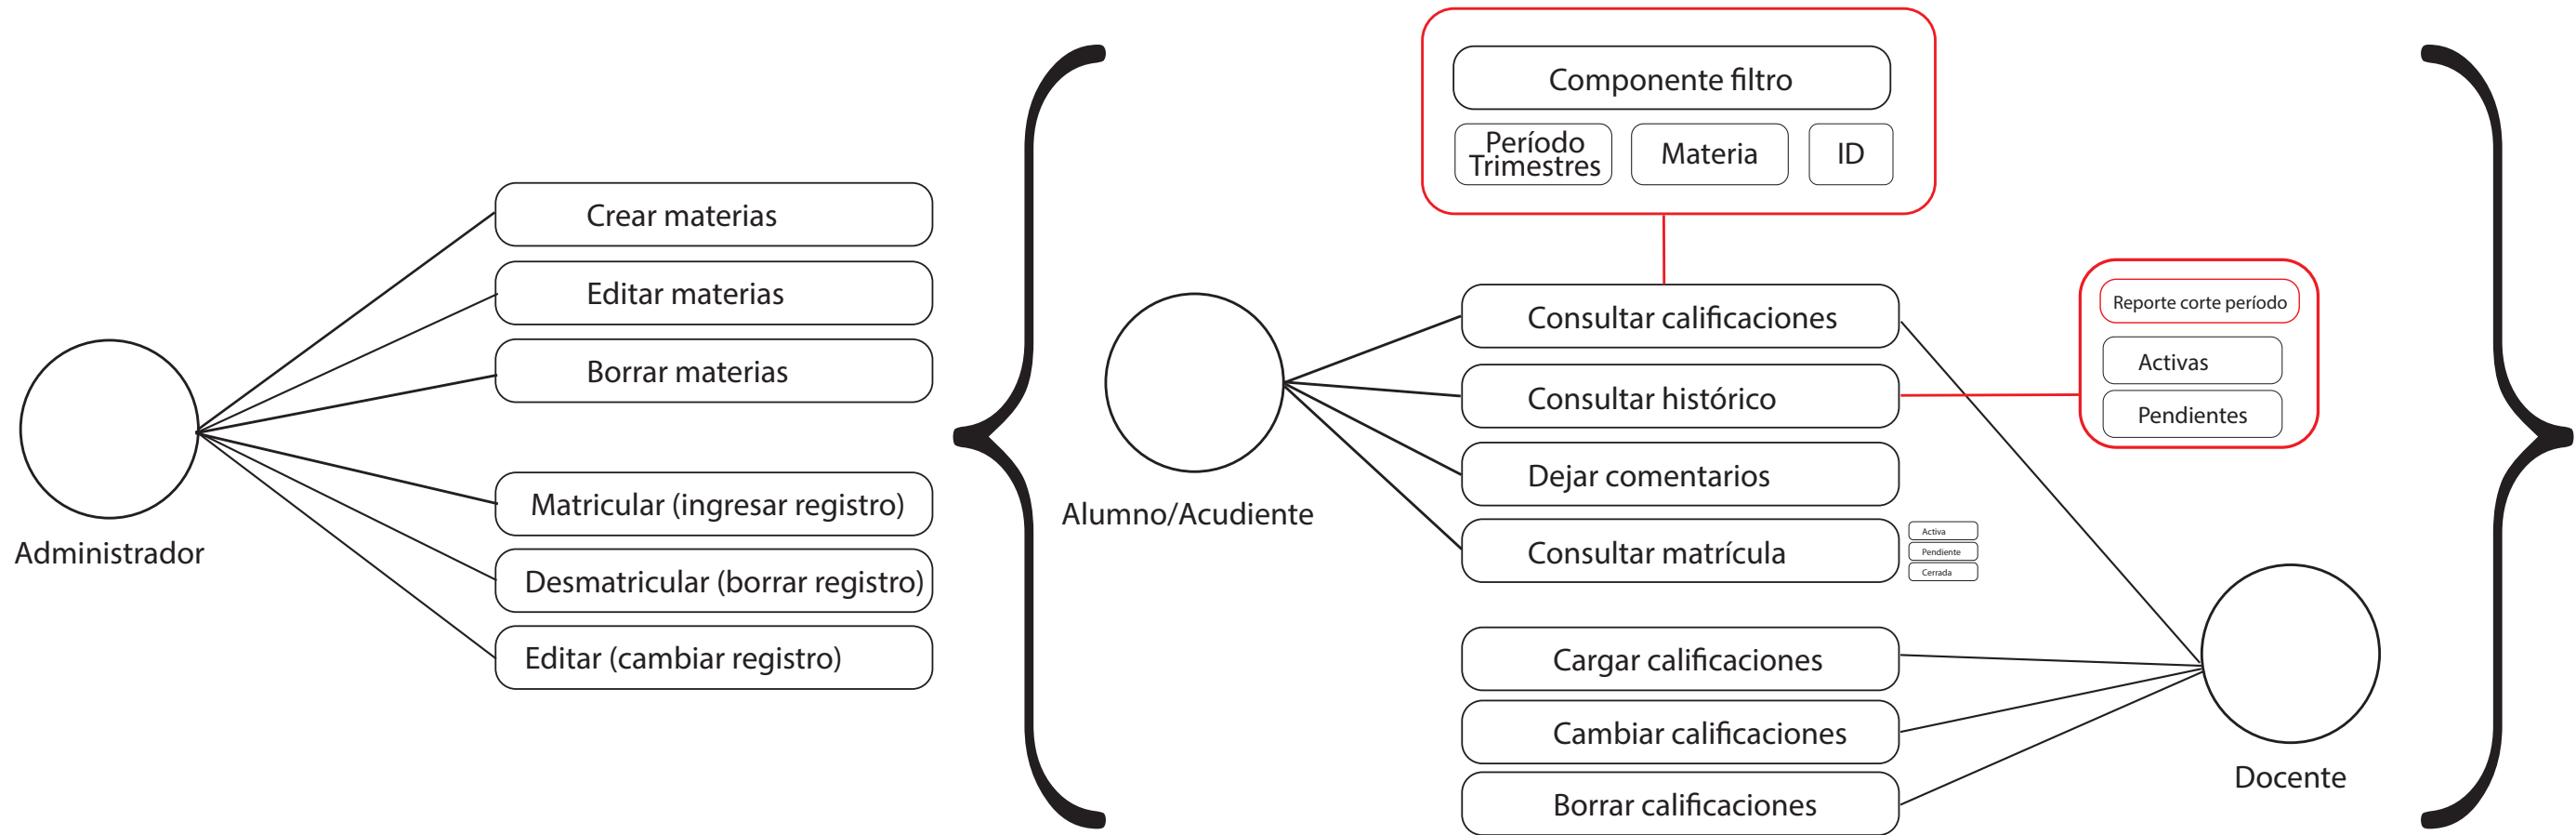 Componente filtro
Período
Trimestres
Materia
ID
Crear materias
Editar materias
Borrar materias
Matricular (ingresar registro)
Desmatricular (borrar registro)
Editar (cambiar registro)
Administrador
Alumno/Acudiente
Consultar calificaciones
Consultar histórico
Dejar comentarios
Consultar matrícula
Activa
Pendiente
Cerrada
Reporte corte período
Activas
Pendientes
Cargar calificaciones
Cambiar calificaciones
Borrar calificaciones
Docente